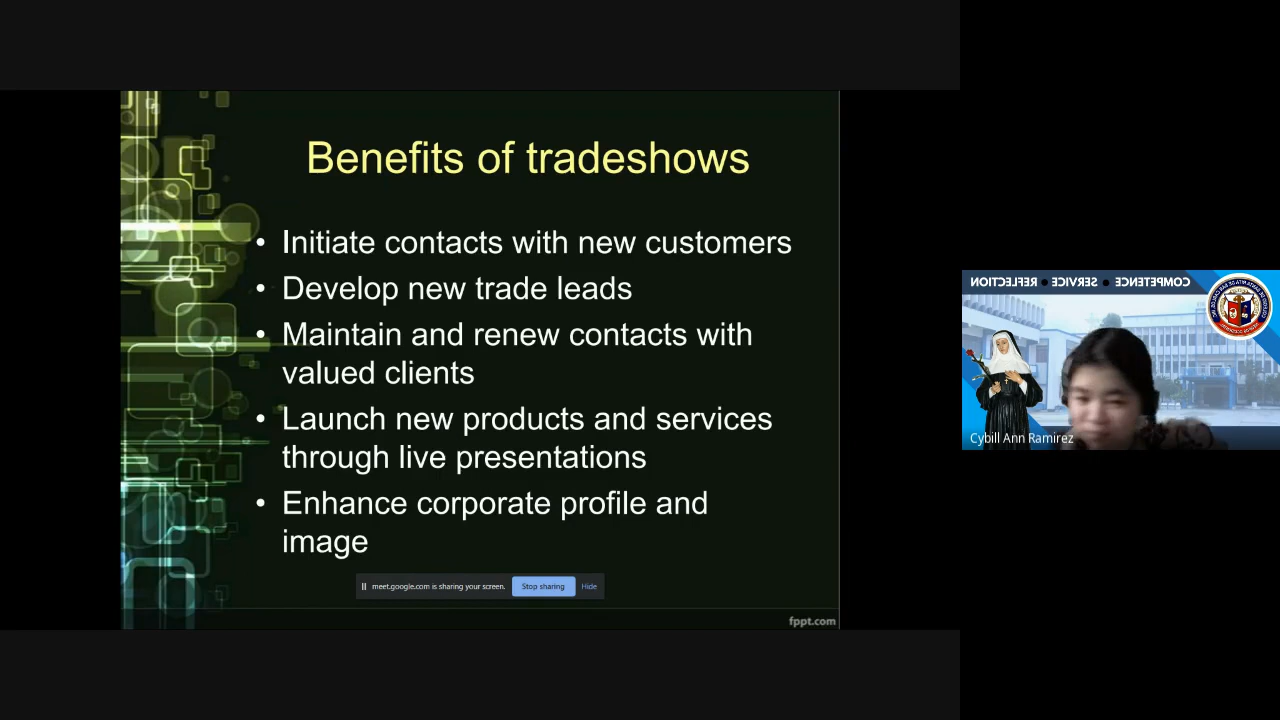 Benefits of tradeshows
• Initiate contacts with new customers
• Develop new trade leads
• Maintain and renew contacts with
valued clients
• Launch new products and services
through live presentations
• Enhance corporate profile and
image
meet.google.com is sharing your screen. Stop sharing Hide
fppt.com
COMPETENCE • SERVICE • REFLECTION
Cybill Ann Ramirez